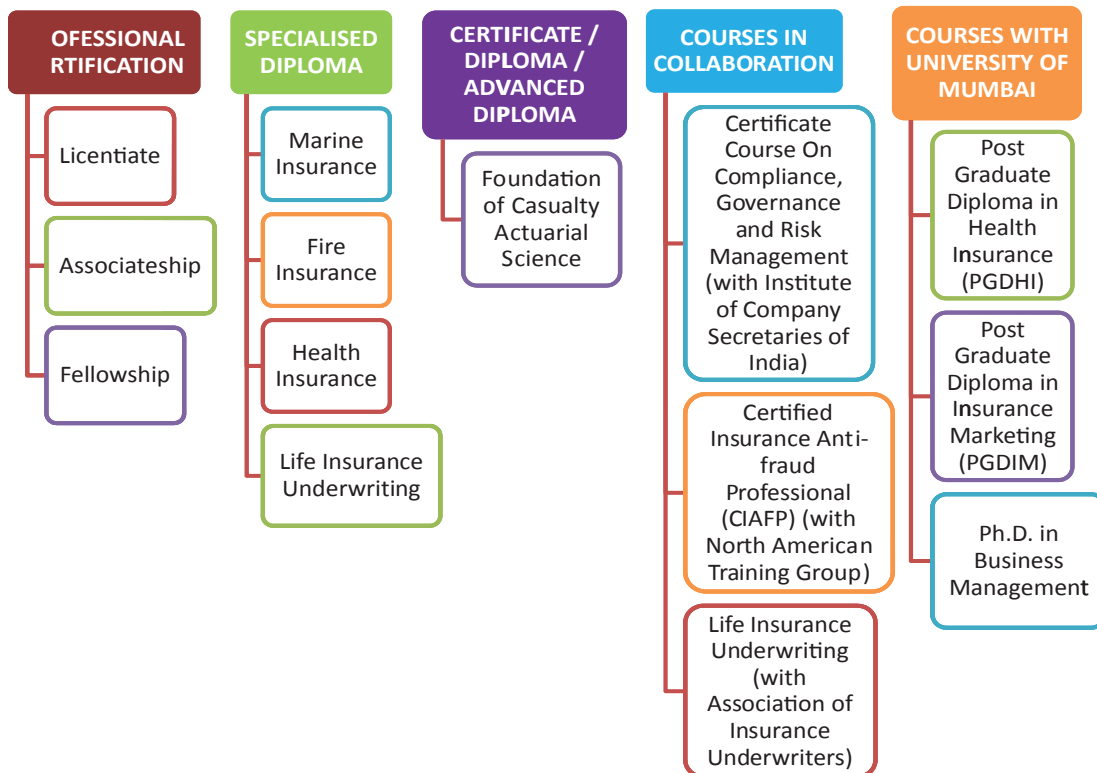 OFESSIONAL
RTIFICATION
Licentiate
Associateship
Fellowship
SPECIALISED
DIPLOMA
Marine
Insurance
Fire
Insurance
Health
Insurance
Life Insurance
Underwriting
CERTIFICATE /
DIPLOMA /
ADVANCED
DIPLOMA
Foundation
of Casualty
Actuarial
Science
COURSES IN
COLLABORATION
Certificate
Course On
Compliance,
Governance
and Risk
Management
(with Institute
of Company
Secretaries of
India)
Certified
Insurance Anti-
fraud
Professional
(CIAFP) (with
North American
Training Group)
Life Insurance
Underwriting
(with
Association of
Insurance
Underwriters)
COURSES WITH
UNIVERSITY OF
MUMBAI
Post
Graduate
Diploma in
Health
Insurance
(PGDHI)
Post
Graduate
Diploma in
Insurance
Marketing
(PGDIM)
Ph.D. in
Business
Management